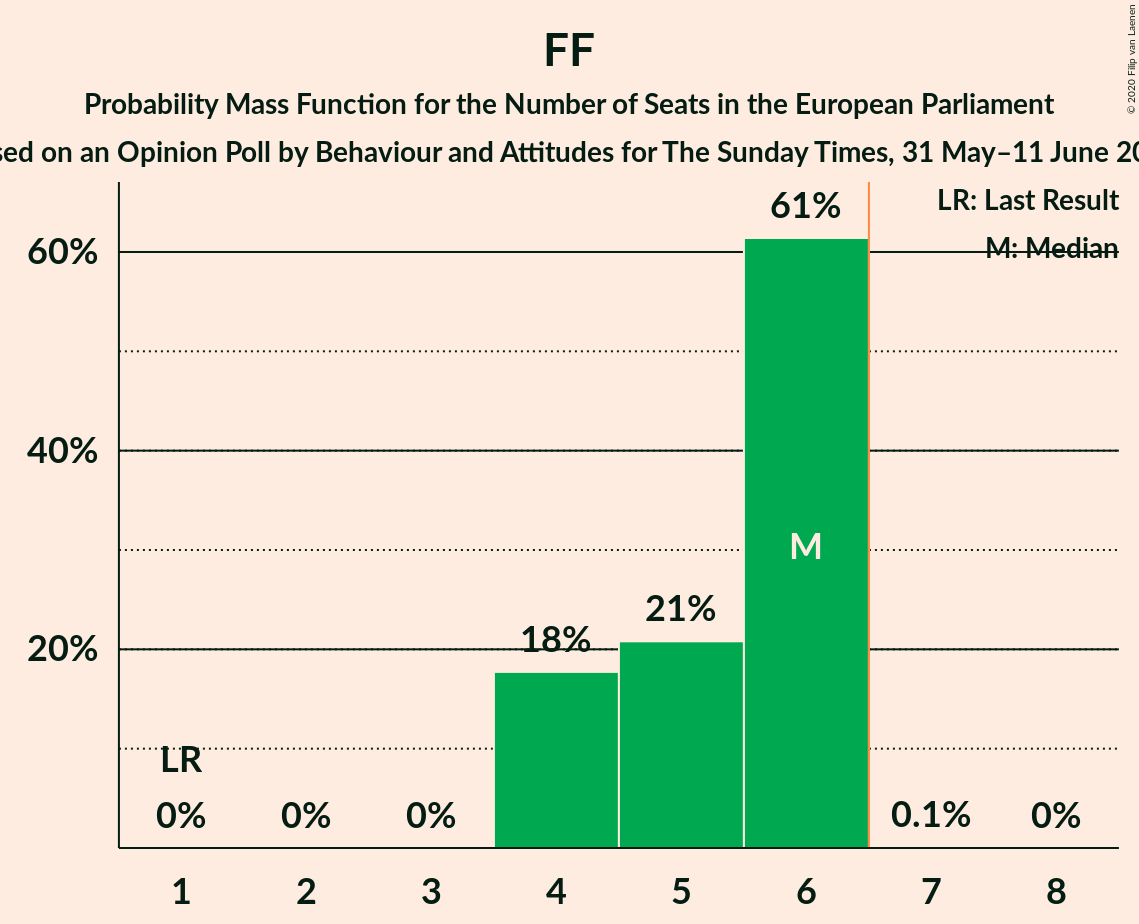 FF
Probability Mass Function for the Number of Seats in the European Parliament
on an Opinion Poll by Behaviour and Attitudes for The Sunday Times, 31 May–11 June
© 2020 Filip van Laenen
LR: Last Result
M: Median
61%
60%
40%
M
21%
18%
20%
LR
0% 0% 0% 0.1% 0%
1 2 3 4 5 6 7 8